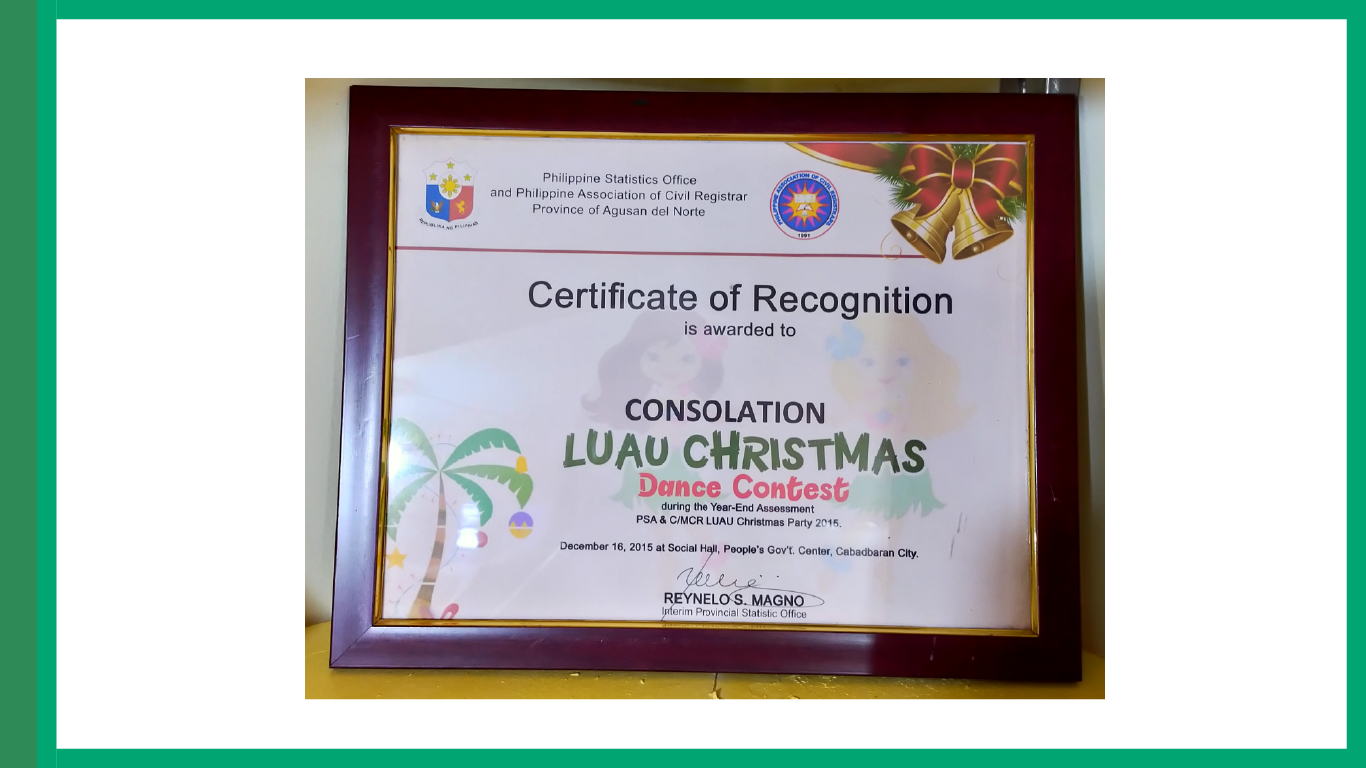 Philippine Statistics Office
and Philippine Association of Civil Registrar
Province of Agusan del Norte
REPUBLIKA NG PILIPINAS
PHILIPPINE ASSOCIATION OF CIVIL REGISTRARS
1991
Certificate of Recognition
is awarded to
CONSOLATION
LUAU CHRISTMAS
Dance Contest
during the Year-End Assessment
PSA & C/MCR LUAU Christmas Party 2015.
December 16, 2015 at Social Hall, People's Gov't. Center, Cabadbaran City.
REYNELO S. MAGNO
Interim Provincial Statistic Office